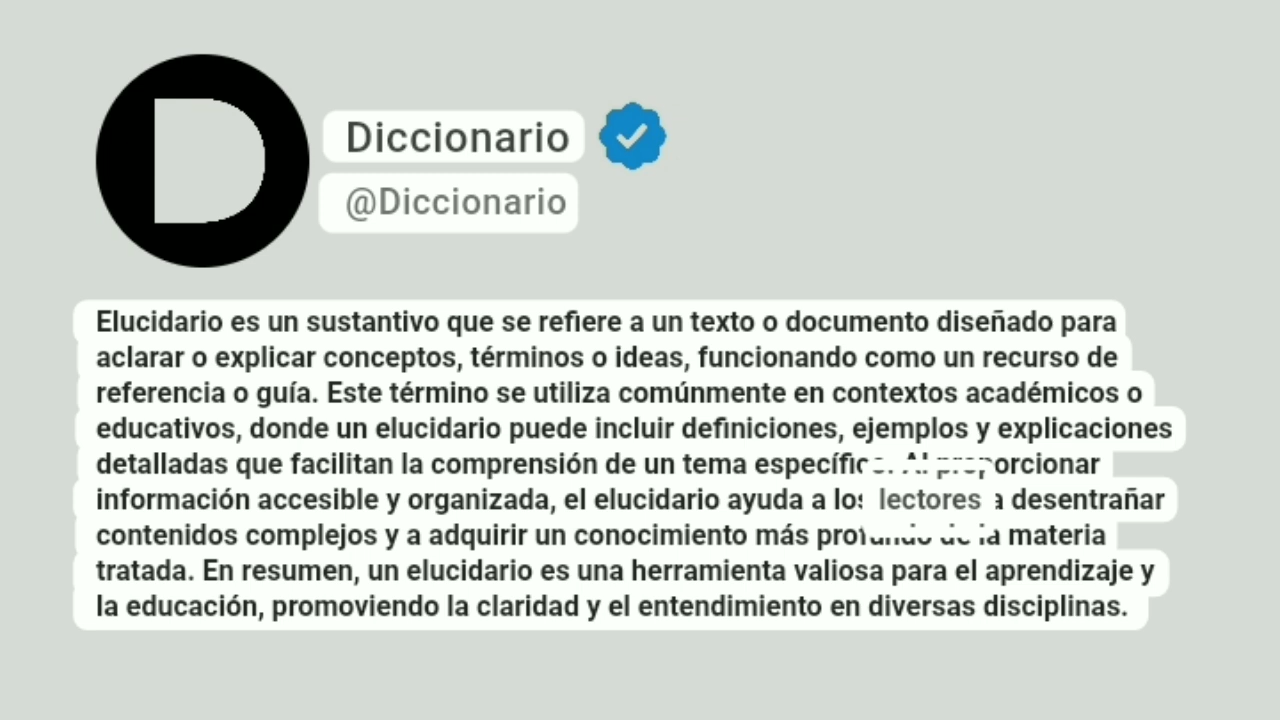 D
Diccionario
@Diccionario
Elucidario es un sustantivo que se refiere a un texto o documento diseñado para
aclarar o explicar conceptos, términos o ideas, funcionando como un recurso de
referencia o guía. Este término se utiliza comúnmente en contextos académicos o
educativos, donde un elucidario puede incluir definiciones, ejemplos y explicaciones
detalladas que facilitan la comprensión de un tema específico. Al proporcionar
información accesible y organizada, el elucidario ayuda a los lectores a desentrañar
contenidos complejos y a adquirir un conocimiento más profundo de la materia
tratada. En resumen, un elucidario es una herramienta valiosa para el aprendizaje y
la educación, promoviendo la claridad y el entendimiento en diversas disciplinas.